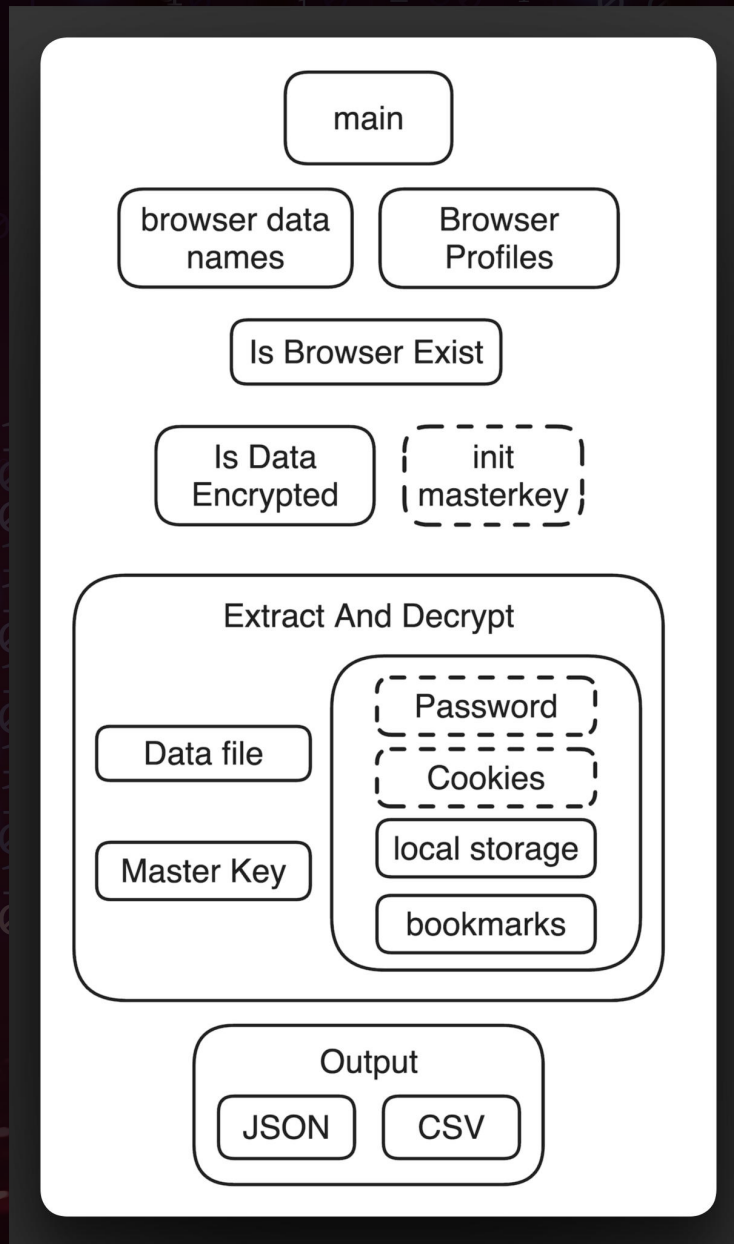 main
browser data
names
Browser
Profiles
Is Browser Exist
Is Data
Encrypted
init
masterkey
Extract And Decrypt
Data file
Master Key
Password
Cookies
local storage
bookmarks
Output
JSON
CSV